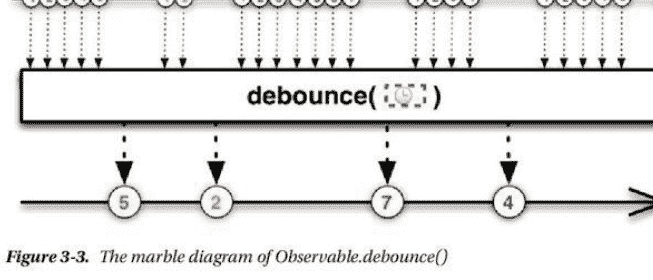 debounce( )
5 2 7 4
Figure 3-3. The marble diagram of Observable.debounce()